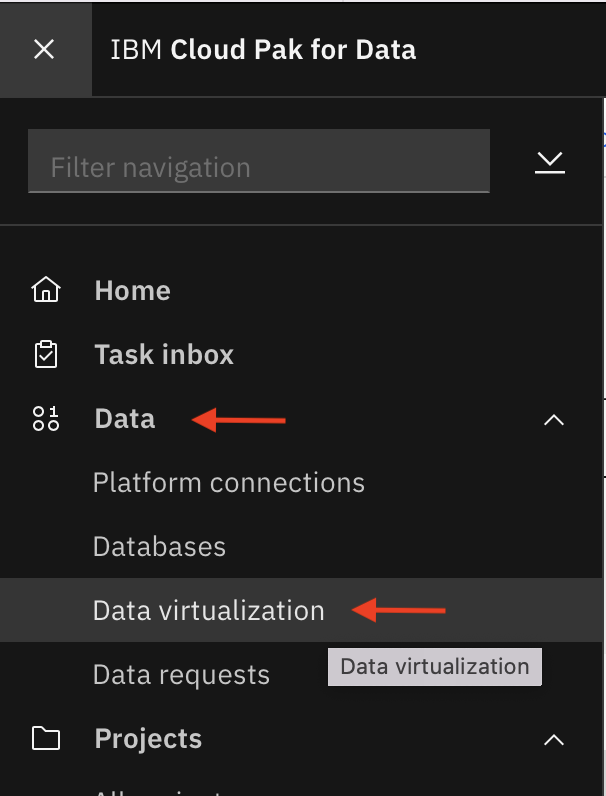 IBM Cloud Pak for Data
Filter navigation
Home
Task inbox
Data
Platform connections
Databases
Data virtualization
Data virtualization
Data requests
Projects